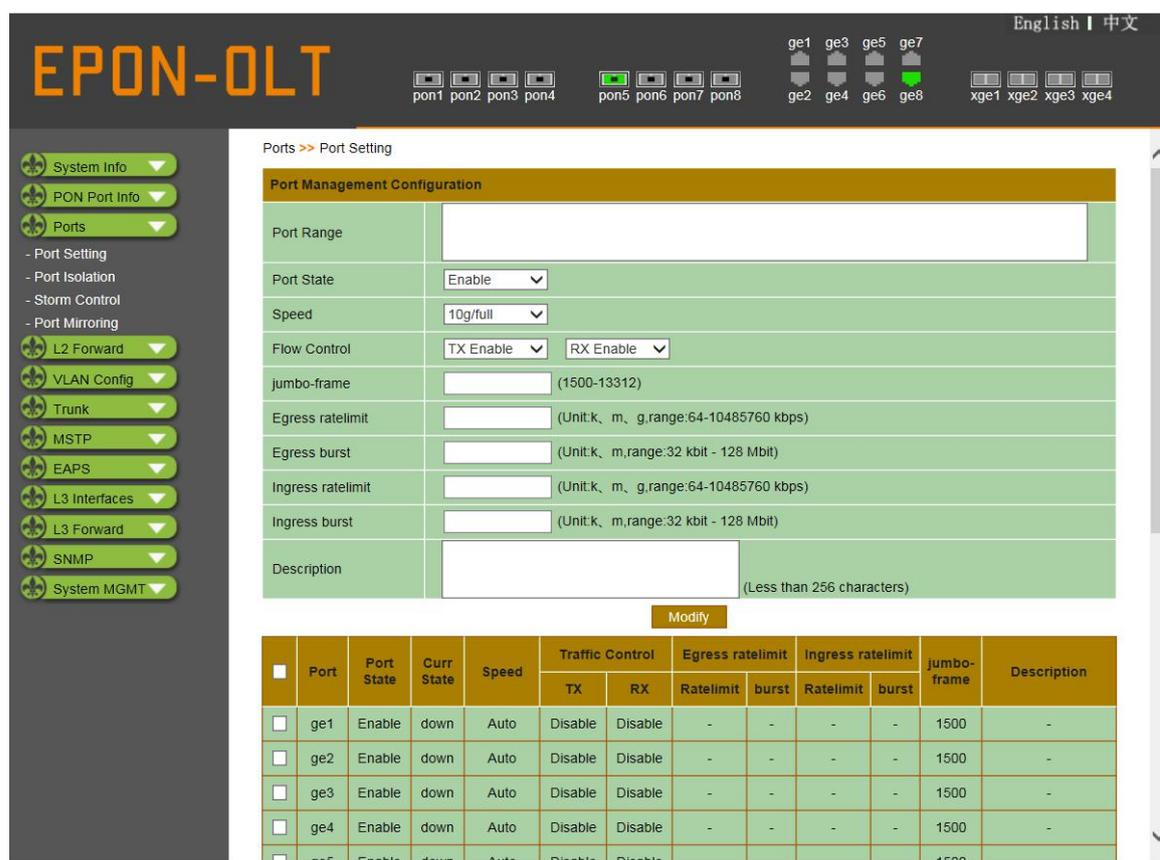 English | 中文
EPON-OLT
ge1 ge3 ge5 ge7
pon1 pon2 pon3 pon4 pon5 pon6 pon7 pon8 ge2 ge4 ge6 ge8 xge1 xge2 xge3 xge4
System Info
PON Port Info
Ports
- Port Setting
- Port Isolation
- Storm Control
- Port Mirroring
L2 Forward
VLAN Config
Trunk
MSTP
EAPS
L3 Interfaces
L3 Forward
SNMP
System MGMT
Ports >> Port Setting
Port Management Configuration
Port Range
Port State Enable
Speed 10g/full
Flow Control TX Enable RX Enable
jumbo-frame (1500-13312)
Egress ratelimit (Unit:k、m、g,range:64-10485760 kbps)
Egress burst (Unit:k、m,range:32 kbit - 128 Mbit)
Ingress ratelimit (Unit:k、m、g,range:64-10485760 kbps)
Ingress burst (Unit:k、m,range:32 kbit - 128 Mbit)
Description (Less than 256 characters)
Modify
Port Port State Curr State Speed Traffic Control Egress ratelimit Ingress ratelimit jumbo-frame Description
TX RX Ratelimit burst Ratelimit burst
ge1 Enable down Auto Disable Disable - - - - 1500 -
ge2 Enable down Auto Disable Disable - - - - 1500 -
ge3 Enable down Auto Disable Disable - - - - 1500 -
ge4 Enable down Auto Disable Disable - - - - 1500 -
ge5 Enable down Auto Disable Disable 1500